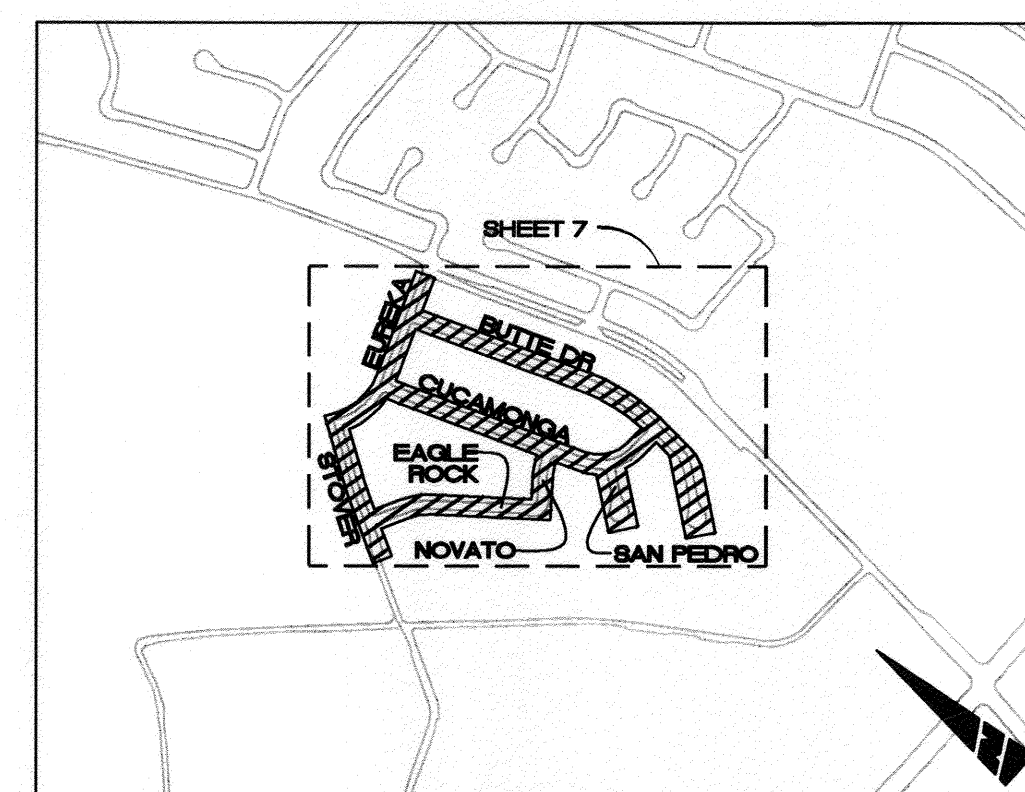 SHEET 7
EUREKA
BUTTE DR
CUCAMONGA
EAGLE
ROCK
STOVER
NOVATO
SAN PEDRO
N